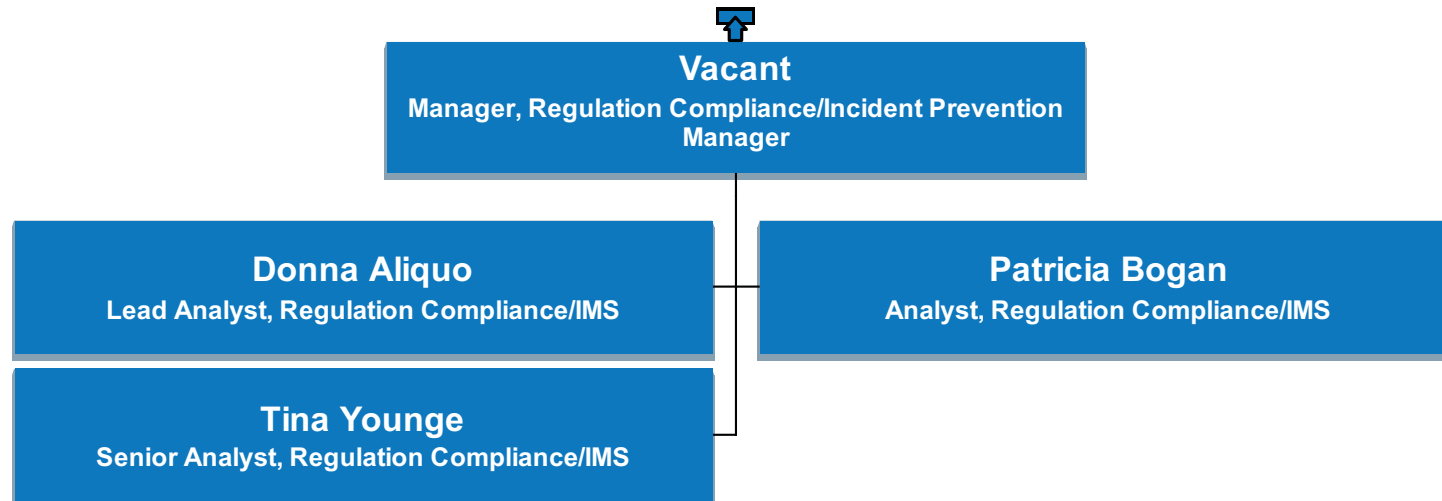 Vacant
Manager, Regulation Compliance/Incident Prevention
Manager
Donna Aliquo
Lead Analyst, Regulation Compliance/IMS
Patricia Bogan
Analyst, Regulation Compliance/IMS
Tina Younge
Senior Analyst, Regulation Compliance/IMS